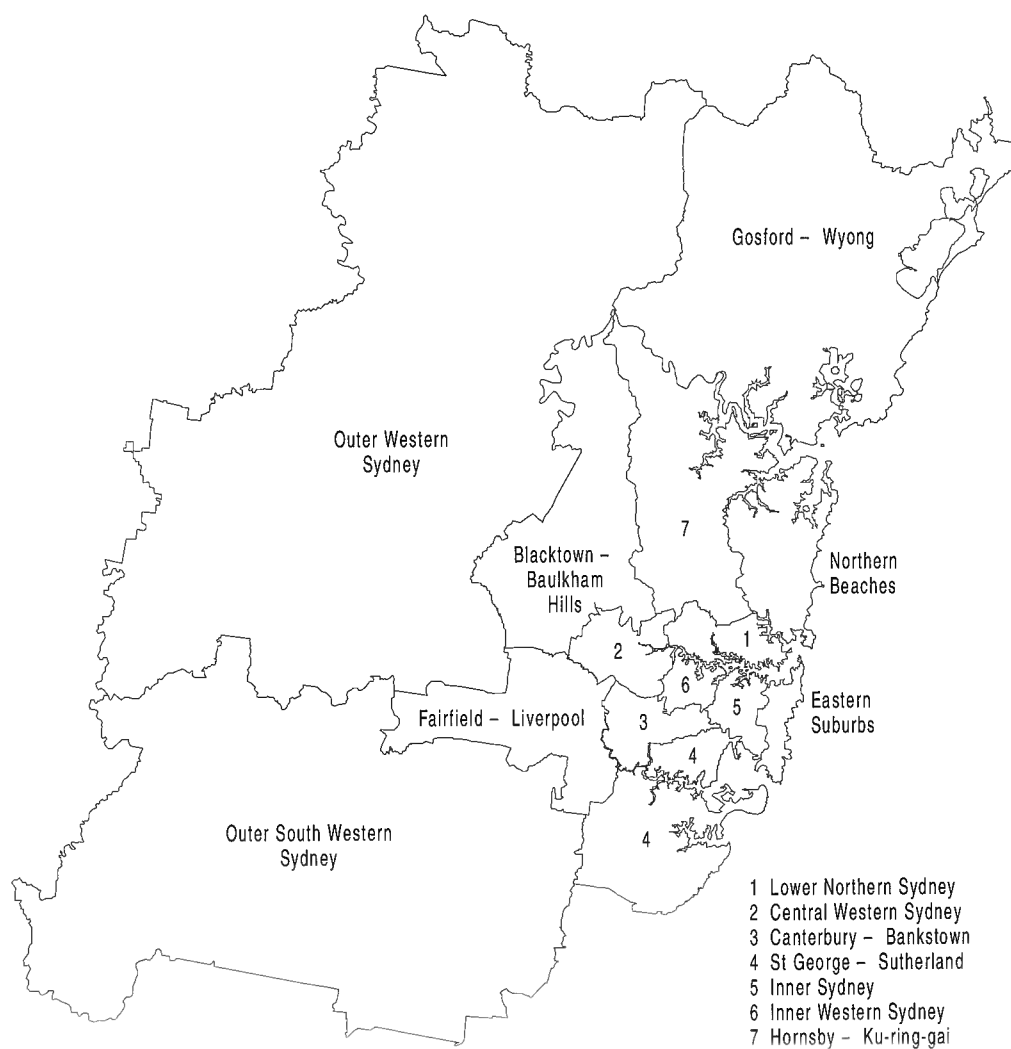 Gosford – Wyong
Outer Western
Sydney
7
Blacktown –
Baulkham
Hills
Northern
Beaches
1
2
6
5
Eastern
Suburbs
Fairfield – Liverpool
3
4
Outer South Western
Sydney
4
1 Lower Northern Sydney
2 Central Western Sydney
3 Canterbury – Bankstown
4 St George – Sutherland
5 Inner Sydney
6 Inner Western Sydney
7 Hornsby – Ku-ring-gai